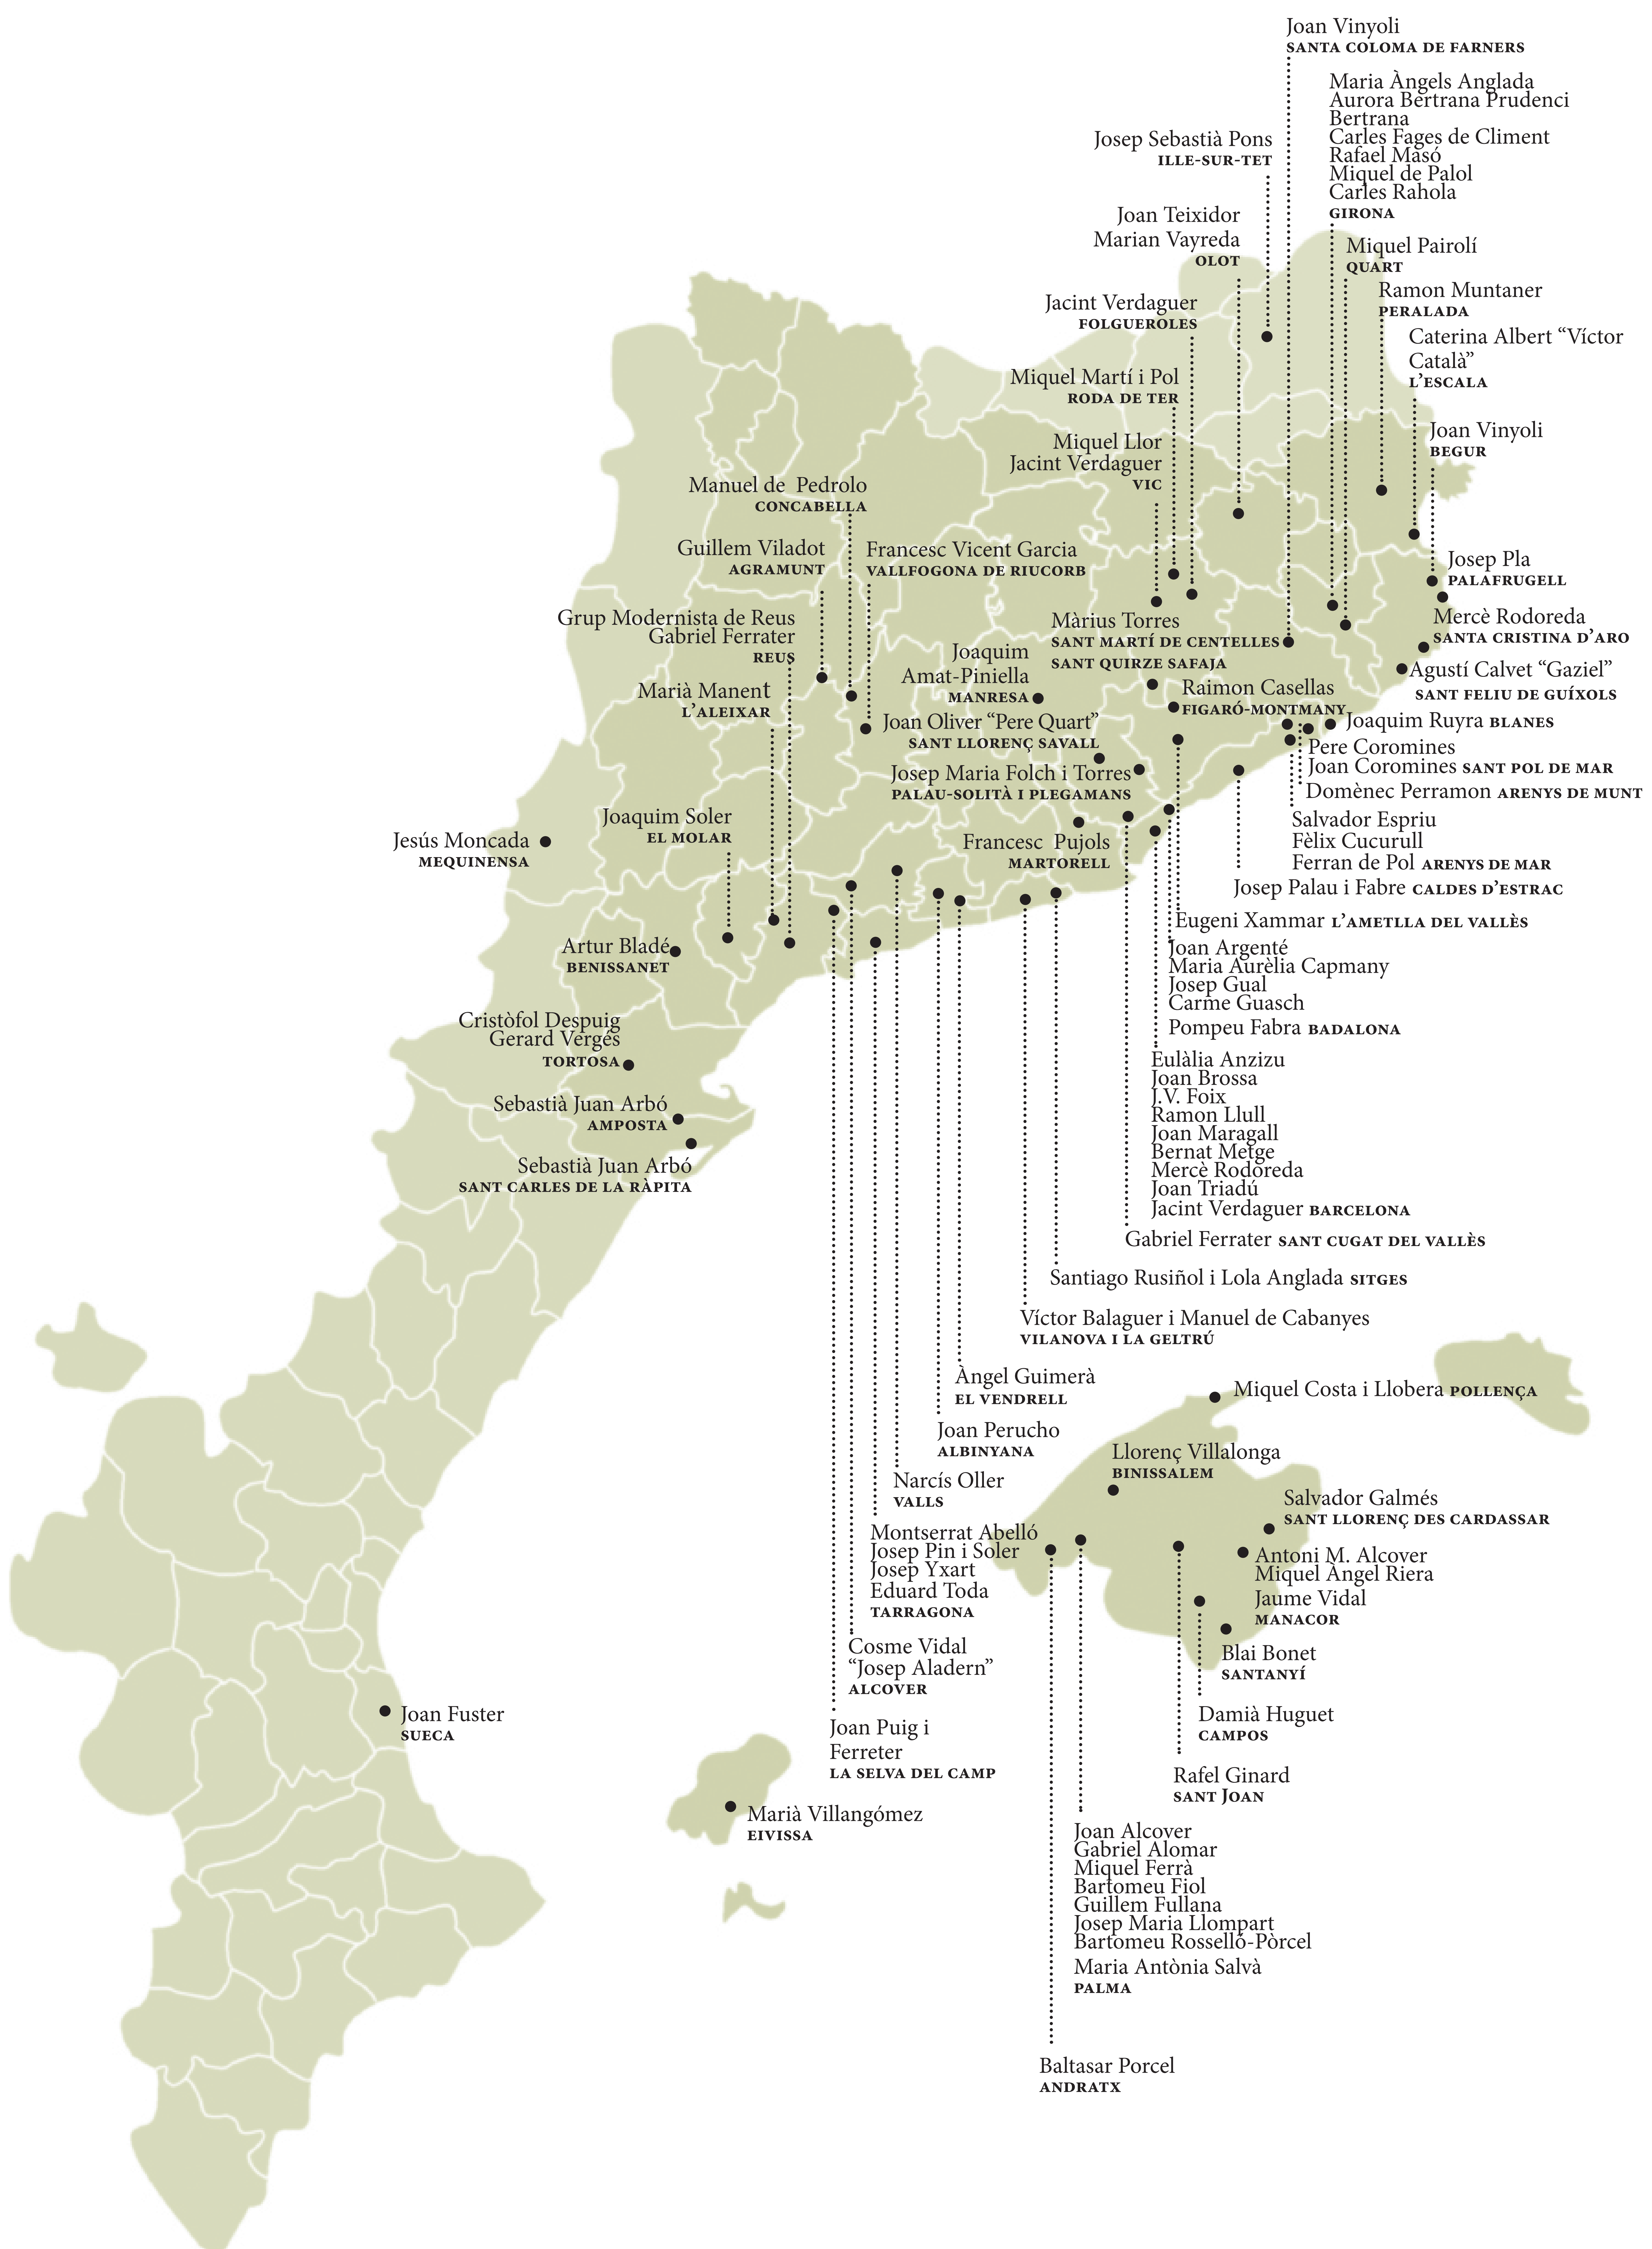 Joan Vinyoli
SANTA COLOMA DE FARNERS
Maria Àngels Anglada
Aurora Bertrana Prudenci
Bertrana
Carles Fages de Climent
Rafael Masó
Miquel de Palol
Carles Rahola
GIRONA
Josep Sebastià Pons
ILLE-SUR-TET
Joan Teixidor
Marian Vayreda
OLOT
Miquel Pairolí
QUART
Ramon Muntaner
PERALADA
Jacint Verdaguer
FOLGUEROLES
Caterina Albert “Víctor
Català”
L’ESCALA
Miquel Martí i Pol
RODA DE TER
Joan Vinyoli
BEGUR
Miquel Llor
Jacint Verdaguer
VIC
Manuel de Pedrolo
CONCABELLA
Guillem Viladot
AGRAMUNT
Francesc Vicent Garcia
VALLFOGONA DE RIUCORB
Josep Pla
PALAFRUGELL
Grup Modernista de Reus
Gabriel Ferrater
REUS
Màrius Torres
SANT MARTÍ DE CENTELLES
SANT QUIRZE SAFAJA
Mercè Rodoreda
SANTA CRISTINA D’ARO
Joaquim
Amat-Piniella
MANRESA
Agustí Calvet “Gaziel”
SANT FELIU DE GUÍXOLS
Marià Manent
L’ALEIXAR
Raimon Casellas
FIGARÓ-MONTMANY
Joan Oliver “Pere Quart”
SANT LLORENÇ SAVALL
Joaquim Ruyra BLANES
Pere Coromines
Joan Coromines SANT POL DE MAR
Josep Maria Folch i Torres
PALAU-SOLITÀ I PLEGAMANS
Domènec Perramon ARENYS DE MUNT
Joaquim Soler
EL MOLAR
Salvador Espriu
Fèlix Cucurull
Ferran de Pol ARENYS DE MAR
Jesús Moncada
MEQUINENSA
Francesc Pujols
MARTORELL
Josep Palau i Fabre CALDES D’ESTRAC
Eugeni Xammar L’AMETLLA DEL VALLÈS
Artur Bladé
BENISSANET
Joan Argenté
Maria Aurèlia Capmany
Josep Gual
Carme Guasch
Pompeu Fabra BADALONA
Cristòfol Despuig
Gerard Vergés
TORTOSA
Eulàlia Anzizu
Joan Brossa
J.V. Foix
Ramon Llull
Joan Maragall
Bernat Metge
Mercè Rodoreda
Joan Triadú
Jacint Verdaguer BARCELONA
Sebastià Juan Arbó
AMPOSTA
Sebastià Juan Arbó
SANT CARLES DE LA RÀPITA
Gabriel Ferrater SANT CUGAT DEL VALLÈS
Santiago Rusiñol i Lola Anglada SITGES
Víctor Balaguer i Manuel de Cabanyes
VILANOVA I LA GELTRÚ
Àngel Guimerà
EL VENDRELL
Miquel Costa i Llobera POLLENÇA
Joan Perucho
ALBINYANA
Llorenç Villalonga
BINISSALEM
Narcís Oller
VALLS
Salvador Galmés
SANT LLORENÇ DES CARDASSAR
Montserrat Abelló
Josep Pin i Soler
Josep Yxart
Eduard Toda
TARRAGONA
Antoni M. Alcover
Miquel Àngel Riera
Jaume Vidal
MANACOR
Cosme Vidal
“Josep Aladern”
ALCOVER
Blai Bonet
SANTANYÍ
Joan Fuster
SUECA
Damià Huguet
CAMPOS
Joan Puig i
Ferreter
LA SELVA DEL CAMP
Rafel Ginard
SANT JOAN
Marià Villangómez
EIVISSA
Joan Alcover
Gabriel Alomar
Miquel Ferrà
Bartomeu Fiol
Guillem Fullana
Josep Maria Llompart
Bartomeu Rosselló-Pòrcel
Maria Antònia Salvà
PALMA
Baltasar Porcel
ANDRATX